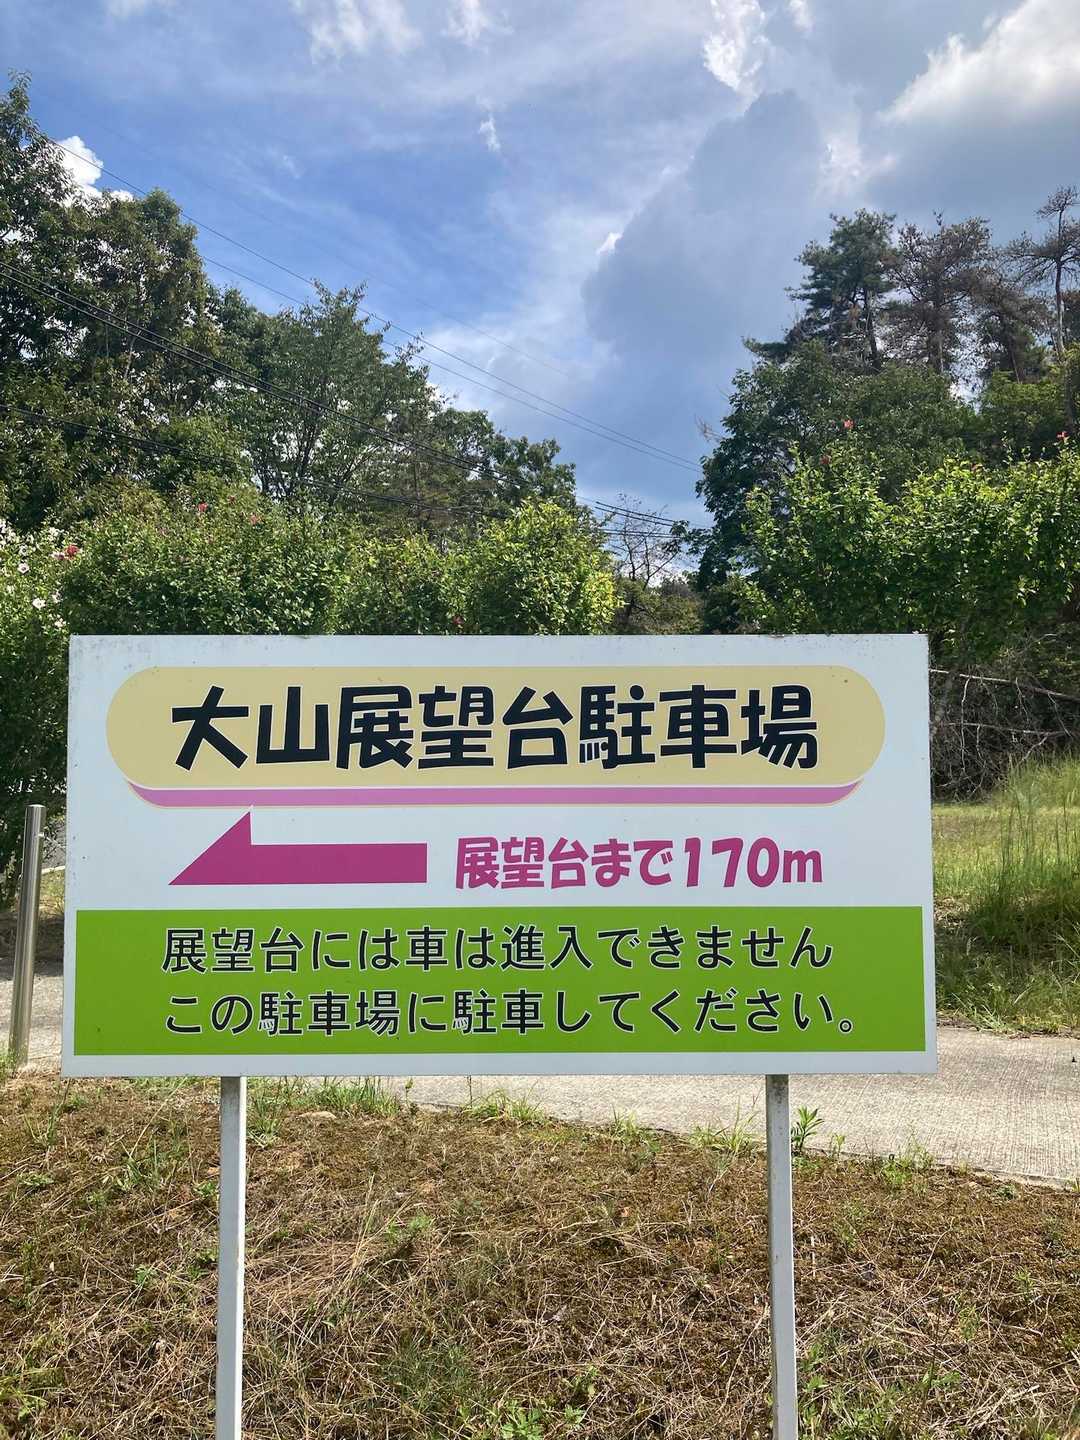 大山展望台駐車場
展望台まで170m
展望台には車は進入できません
この駐車場に駐車してください。